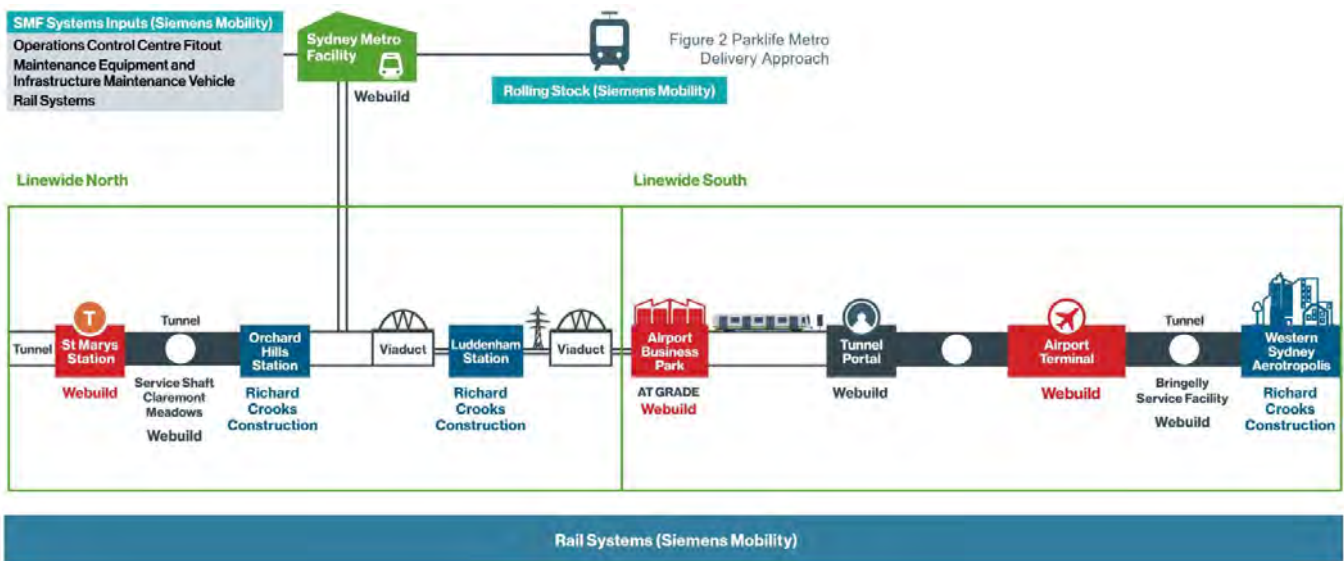 SMF Systems Inputs (Siemens Mobility)
Operations Control Centre Fitout
Maintenance Equipment and
Infrastructure Maintenance Vehicle
Rail Systems
Sydney Metro
Facility
Webuild
Rolling Stock (Siemens Mobility)
Figure 2 Parklife Metro
Delivery Approach
Linewide North
Linewide South
Tunnel
T
St Marys
Station
Webuild
Tunnel
Service Shaft
Claremont
Meadows
Webuild
Orchard
Hills
Station
Richard
Crooks
Construction
Viaduct
Luddenham
Station
Richard
Crooks
Construction
Viaduct
Airport
Business
Park
AT GRADE
Webuild
Tunnel
Portal
Webuild
Airport
Terminal
Webuild
Tunnel
Bringelly
Service Facility
Webuild
Western
Sydney
Aerotropolis
Richard
Crooks
Construction
Rail Systems (Siemens Mobility)